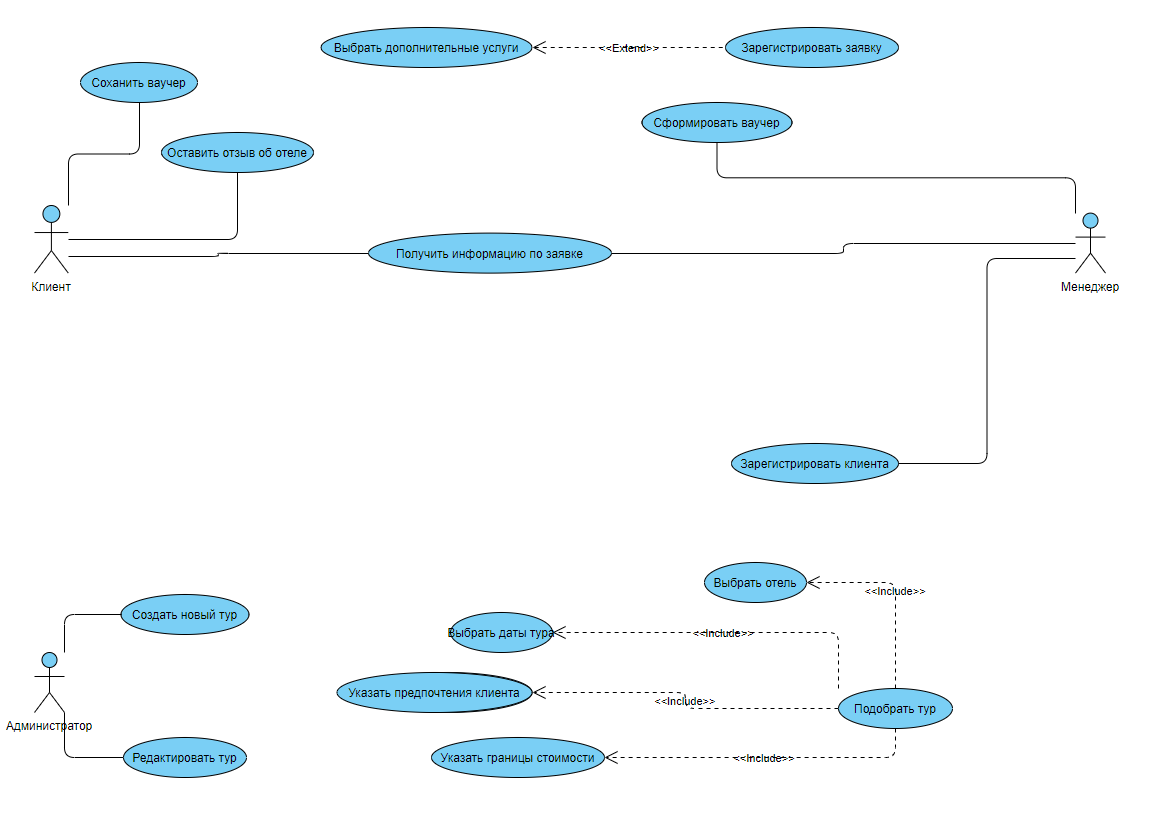 Выбрать дополнительные услуги
<<Extend>>
Зарегистрировать заявку
Соханить ваучер
Сформировать ваучер
Оставить отзыв об отеле
Получить информацию по заявке
Клиент
Менеджер
Зарегистрировать клиента
Выбрать отель
<<Include>>
Создать новый тур
Выбрать даты тура
<<Include>>
Указать предпочтения клиента
<<Include>>
Подобрать тур
Администратор
Редактировать тур
Указать границы стоимости
<<Include>>